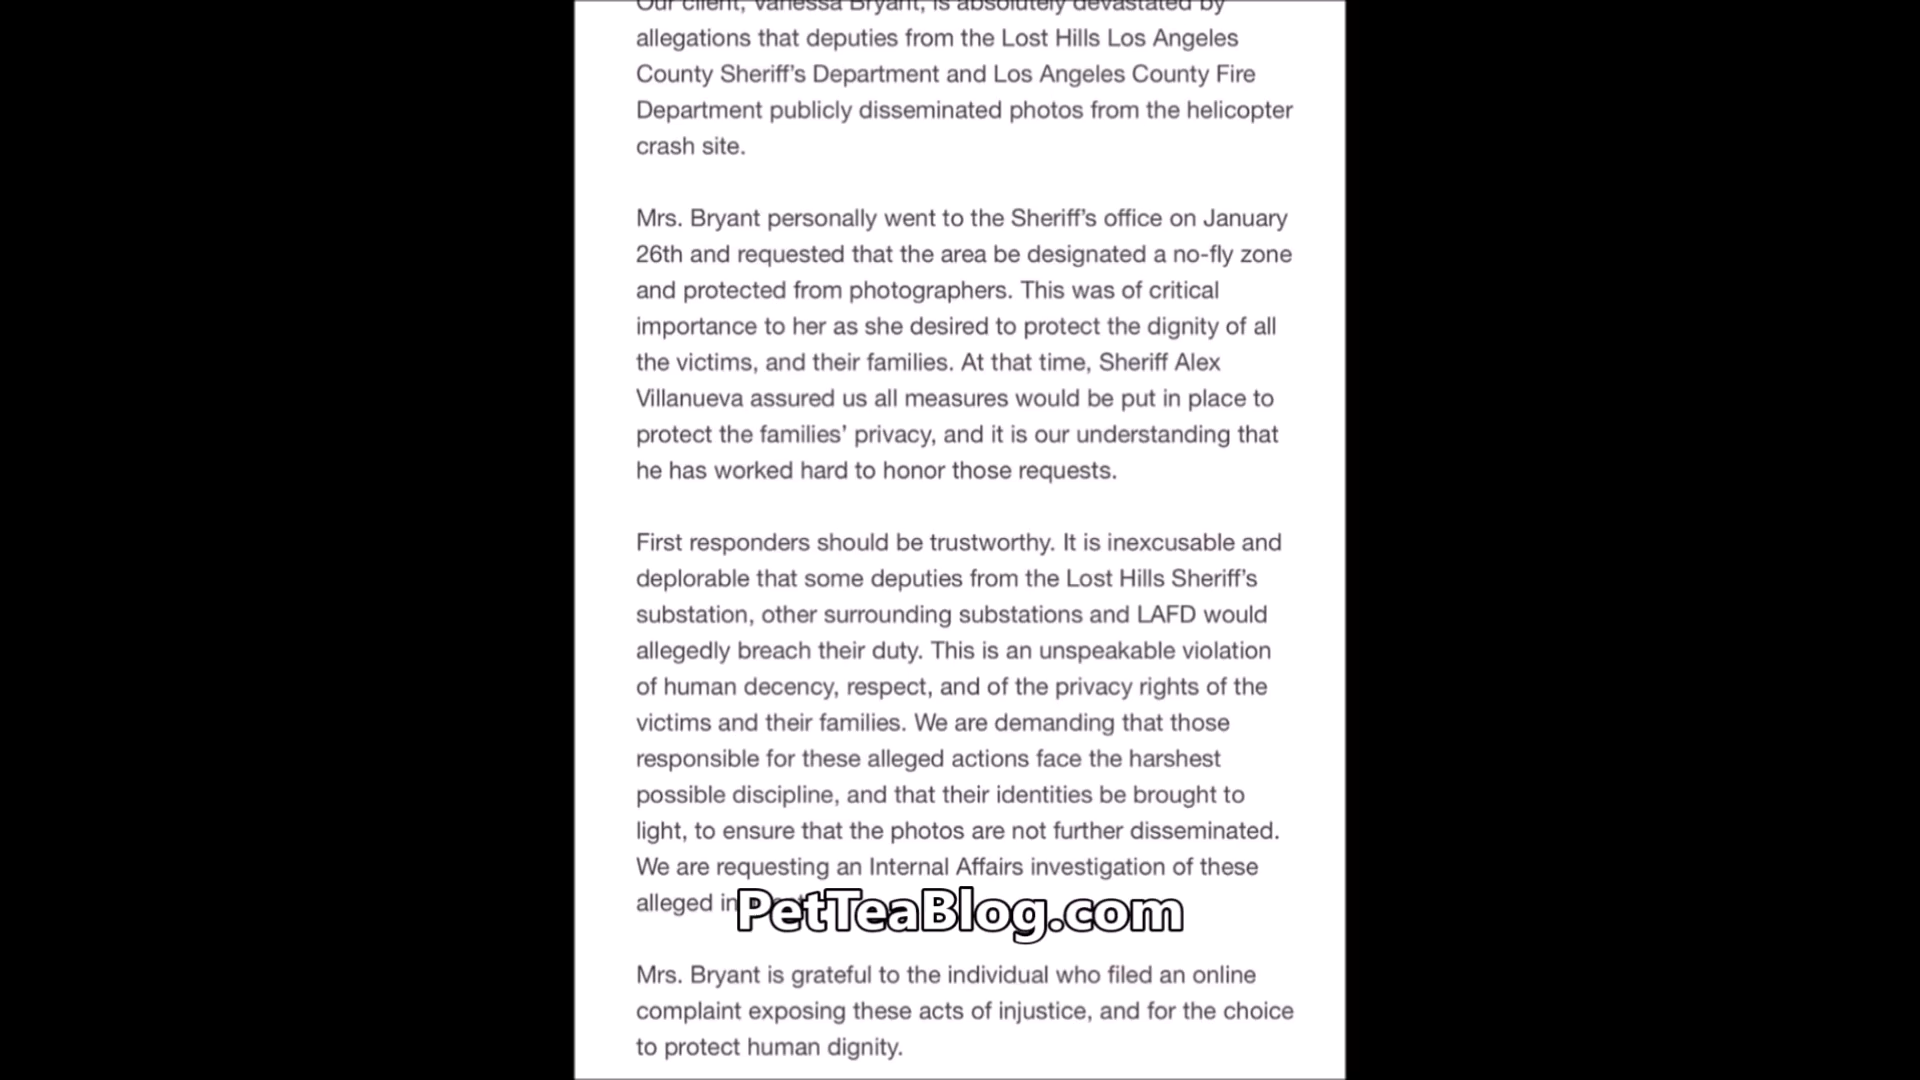 Our client, Vanessa Bryant, is absolutely devastated by
allegations that deputies from the Lost Hills Los Angeles
County Sheriff’s Department and Los Angeles County Fire
Department publicly disseminated photos from the helicopter
crash site.
Mrs. Bryant personally went to the Sheriff’s office on January
26th and requested that the area be designated a no-fly zone
and protected from photographers. This was of critical
importance to her as she desired to protect the dignity of all
the victims, and their families. At that time, Sheriff Alex
Villanueva assured us all measures would be put in place to
protect the families’ privacy, and it is our understanding that
he has worked hard to honor those requests.
First responders should be trustworthy. It is inexcusable and
deplorable that some deputies from the Lost Hills Sheriff’s
substation, other surrounding substations and LAFD would
allegedly breach their duty. This is an unspeakable violation
of human decency, respect, and of the privacy rights of the
victims and their families. We are demanding that those
responsible for these alleged actions face the harshest
possible discipline, and that their identities be brought to
light, to ensure that the photos are not further disseminated.
We are requesting an Internal Affairs investigation of these
alleged
PetTeaBlog.com
Mrs. Bryant is grateful to the individual who filed an online
complaint exposing these acts of injustice, and for the choice
to protect human dignity.